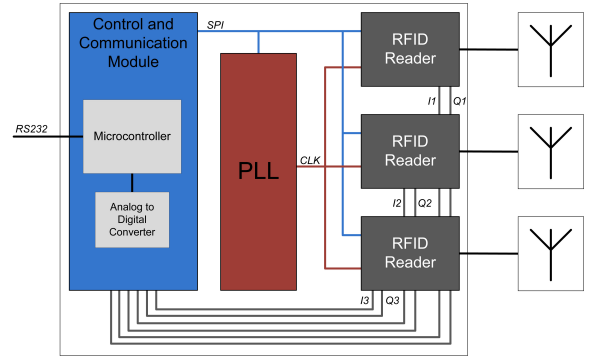 Control and
Communication
Module
SPI
RFID
Reader
I1
Q1
RS232
Microcontroller
PLL
CLK
RFID
Reader
I2
Q2
Analog to
Digital
Converter
RFID
Reader
I3
Q3